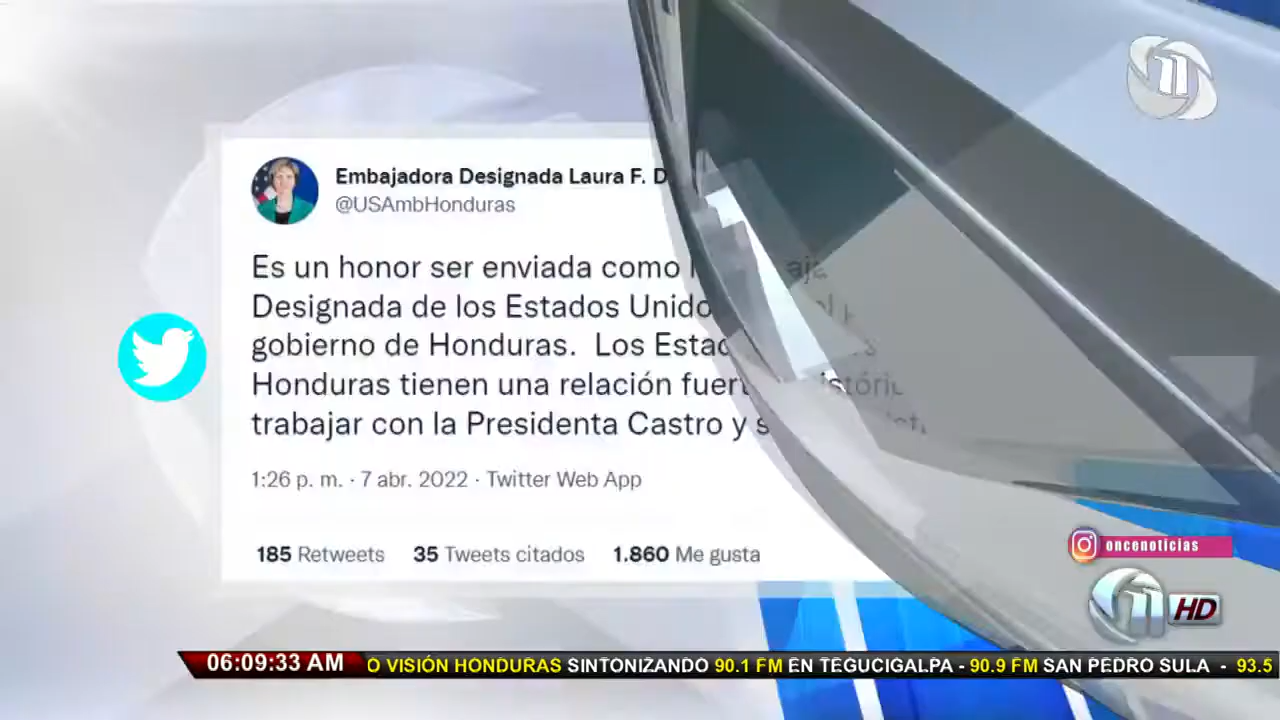 11
Embajadora Designada Laura F. D
@USAmbHonduras
Es un honor ser enviada como
Designada de los Estados Unido
gobierno de Honduras. Los Estad
Honduras tienen una relación fuert
trabajar con la Presidenta Castro y s
1:26 p. m. · 7 abr. 2022 · Twitter Web App
185 Retweets 35 Tweets citados 1.860 Me gusta
oncenoticias
11 HD
06:09:33 AM O VISIÓN HONDURAS SINTONIZANDO 90.1 FM EN TEGUCIGALPA - 90.9 FM SAN PEDRO SULA - 93.5